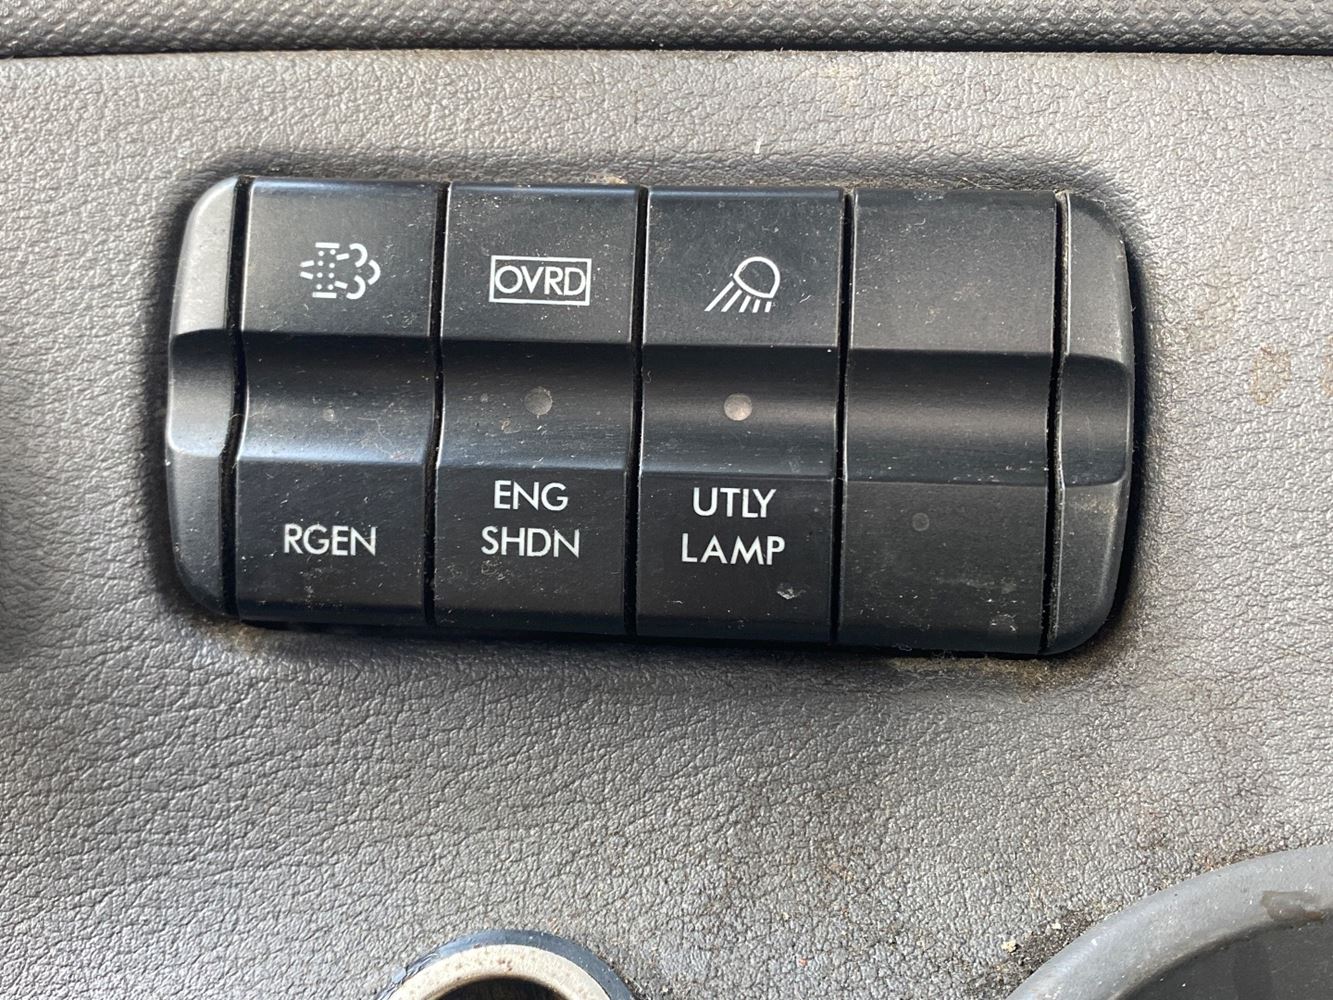 OVRD
RGEN
ENG
SHDN
UTLY
LAMP